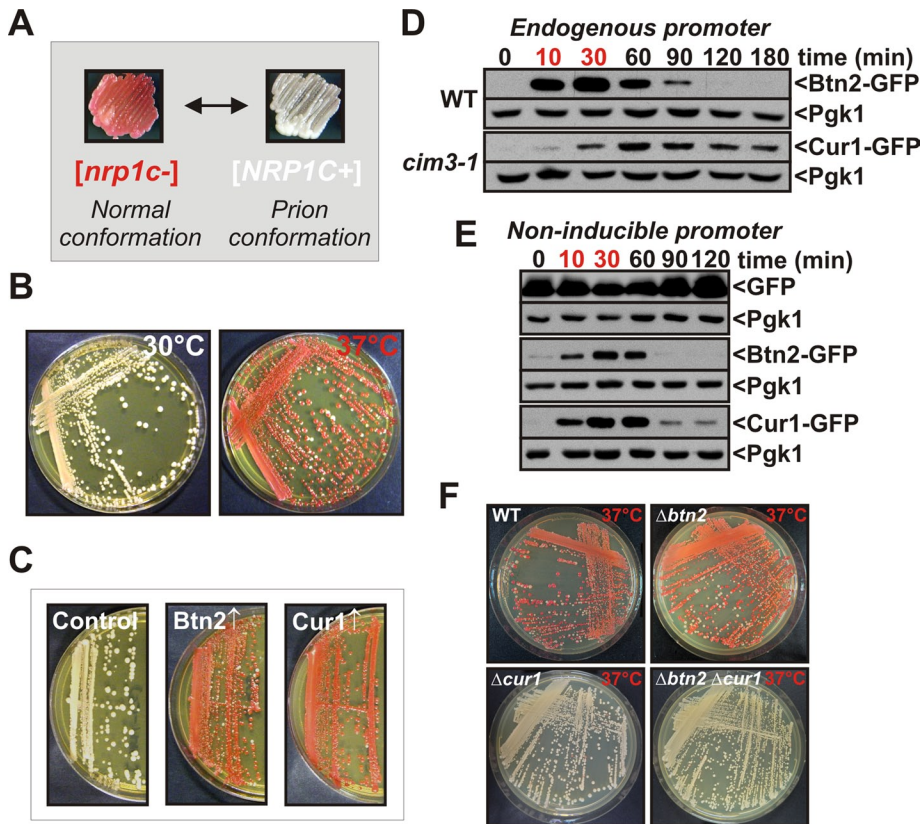 A
[nrp1c-]
[NRP1C+]
Normal
conformation
Prion
conformation
B
30°C
37°C
C
Control
Btn2↑
Cur1↑
D
Endogenous promoter
0 10 30 60 90 120 180 time (min)
WT
<Btn2-GFP
<Pgk1
cim3-1
<Cur1-GFP
<Pgk1
E
Non-inducible promoter
0 10 30 60 90 120 time (min)
<GFP
<Pgk1
<Btn2-GFP
<Pgk1
<Cur1-GFP
<Pgk1
F
WT 37°C
Δbtn2 37°C
Δcur1 37°C
Δbtn2 Δcur1 37°C